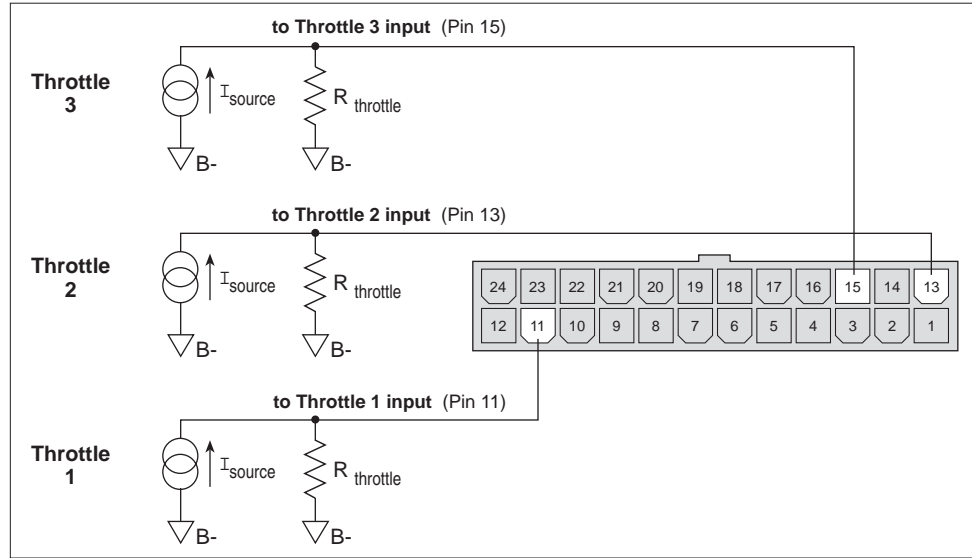 to Throttle 3 input (Pin 15)
Throttle
3
Isource
R throttle
B-
B-
to Throttle 2 input (Pin 13)
Throttle
2
Isource
R throttle
B-
B-
24 23 22 21 20 19 18 17 16 15 14 13
12 11 10 9 8 7 6 5 4 3 2 1
to Throttle 1 input (Pin 11)
Throttle
1
Isource
R throttle
B-
B-